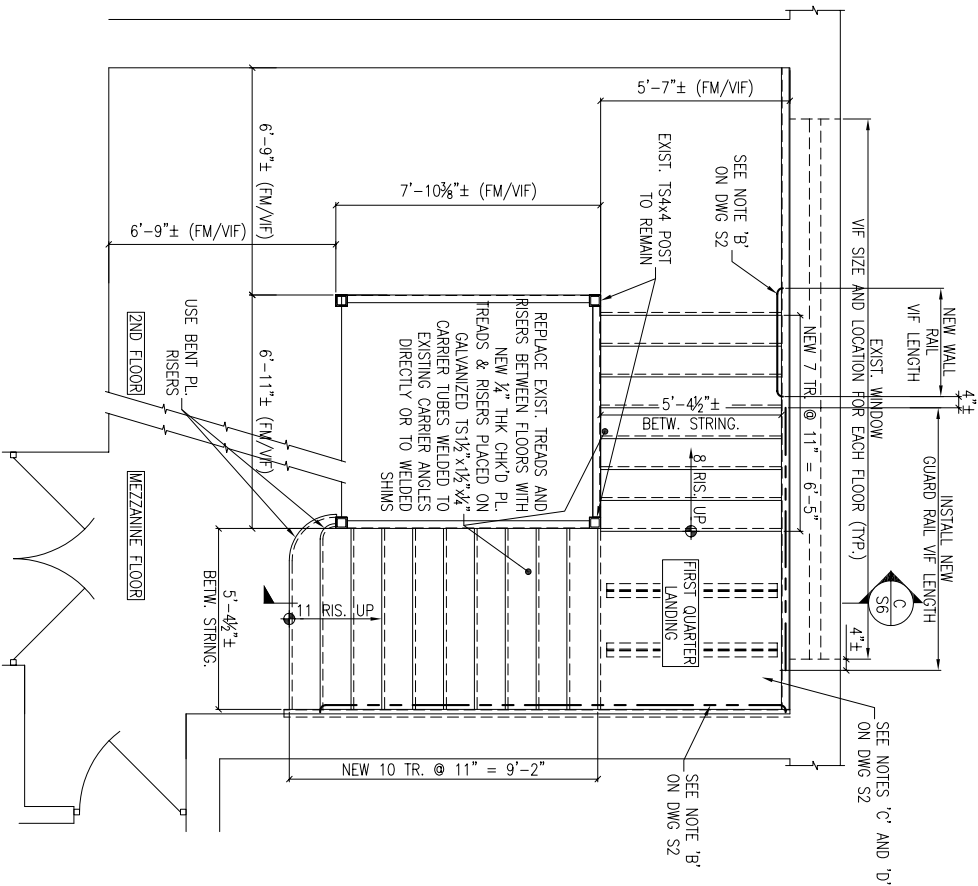 5'-7"± (FM/VIF)
7'-10⅜"± (FM/VIF)
6'-9"± (FM/VIF)
6'-9"± (FM/VIF)
6'-11"± (FM/VIF)
EXIST. TS4x4 POST
TO REMAIN
SEE NOTE 'B'
ON DWG S2
VIF SIZE AND LOCATION FOR EACH FLOOR (TYP.)
EXIST. WINDOW
NEW WALL
RAIL
VIF LENGTH
4"±
INSTALL NEW
GUARD RAIL VIF LENGTH
4"±
NEW 7 TR. @ 11" = 6'-5"
5'-4½"±
BETW. STRING.
8 RIS. UP
C
S6
FIRST QUARTER
LANDING
SEE NOTES 'C' AND 'D'
ON DWG S2
REPLACE EXIST. TREADS AND
RISERS BETWEEN FLOORS WITH
NEW ¼" THK CHK'D PL.
TREADS & RISERS PLACED ON
GALVANIZED TS1½"x1½"x¼"
CARRIER TUBES WELDED TO
EXISTING CARRIER ANGLES
DIRECTLY OR TO WELDED
SHIMS
USE BENT PL.
RISERS
2ND FLOOR
MEZZANINE FLOOR
11 RIS. UP
5'-4½"±
BETW. STRING.
NEW 10 TR. @ 11" = 9'-2"
SEE NOTE 'B'
ON DWG S2